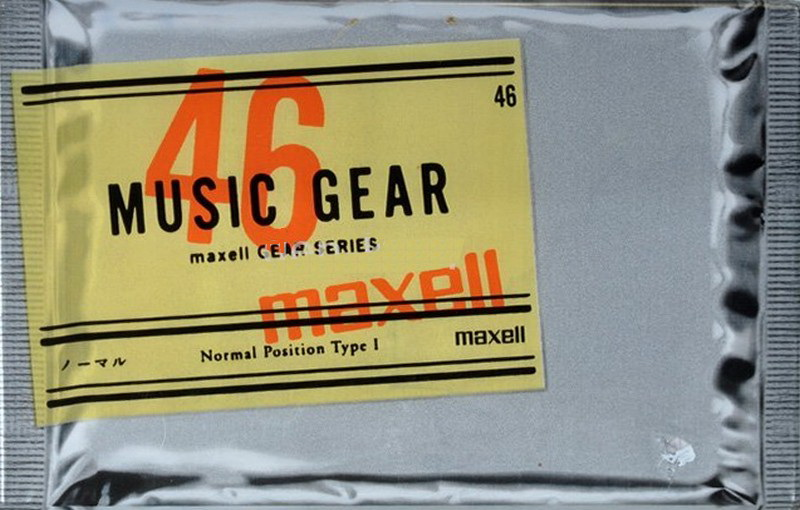 46
46
MUSIC GEAR
maxell GEAR SERIES
maxell
ノーマル
Normal Position Type I
maxell